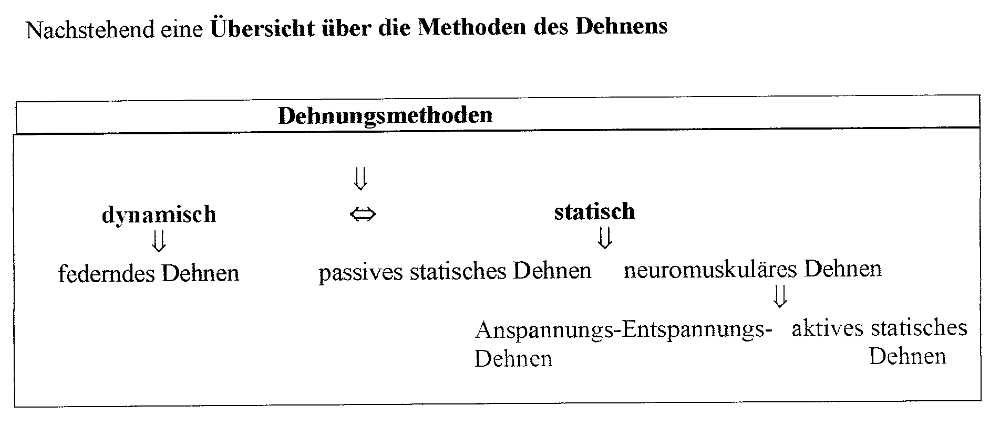 Nachstehend eine Übersicht über die Methoden des Dehnens
Dehnungsmethoden
⇓
dynamisch ⇔ statisch
⇓ ⇓
federndes Dehnen passives statisches Dehnen neuromuskuläres Dehnen
⇓
Anspannungs-Entspannungs- aktives statisches
Dehnen Dehnen